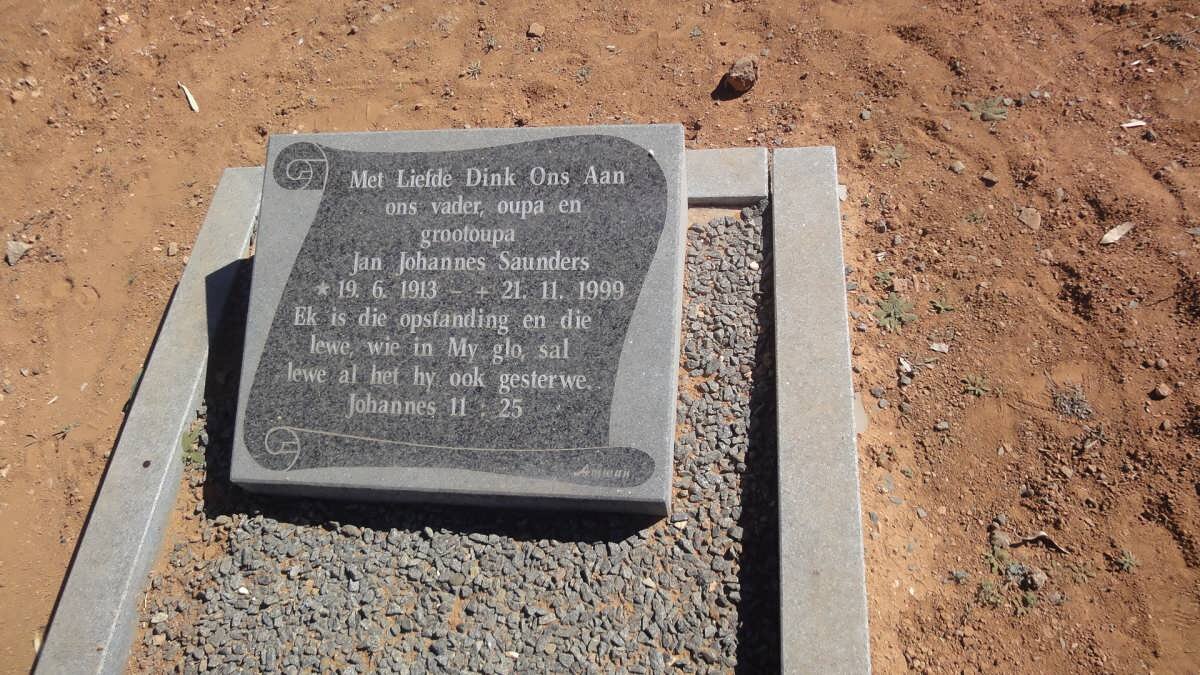 Met Liefde Dink Ons Aan
ons vader, oupa en
grootoupa
Jan Johannes Saunders
* 19. 6. 1913 - + 21. 11. 1999
Ek is die opstanding en die
lewe, wie in My glo, sal
lewe al het hy ook gesterwe.
Johannes 11 : 25